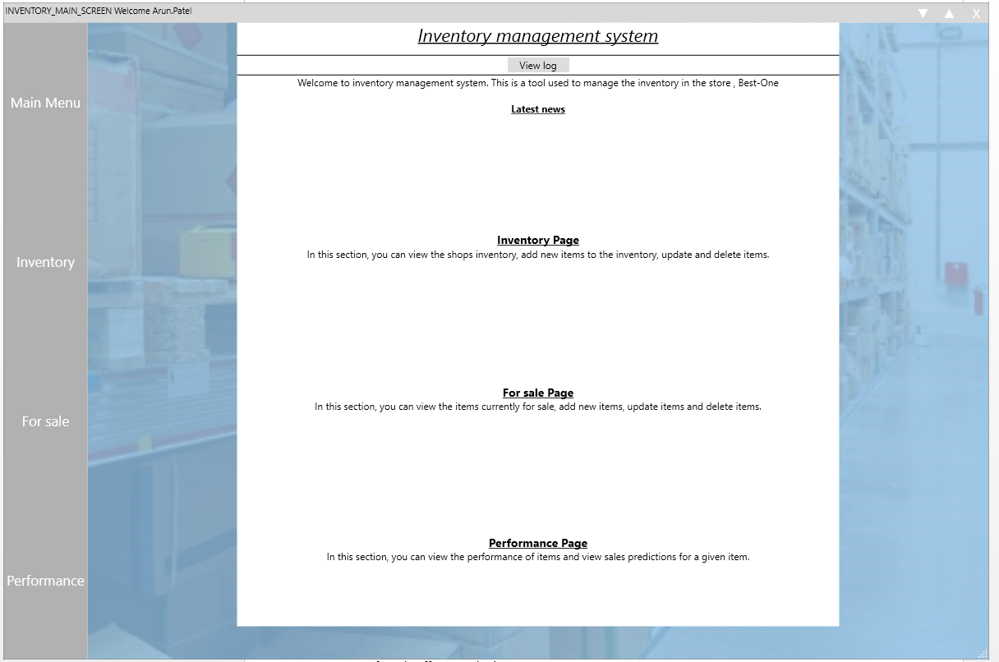 INVENTORY_MAIN_SCREEN Welcome Arun.Patel
X
Inventory management system
View log
Welcome to inventory management system. This is a tool used to manage the inventory in the store , Best-One
Main Menu
Latest news
Inventory Page
In this section, you can view the shops inventory, add new items to the inventory, update and delete items.
Inventory
For sale Page
In this section, you can view the items currently for sale, add new items, update items and delete items.
For sale
Performance Page
In this section, you can view the performance of items and view sales predictions for a given item.
Performance